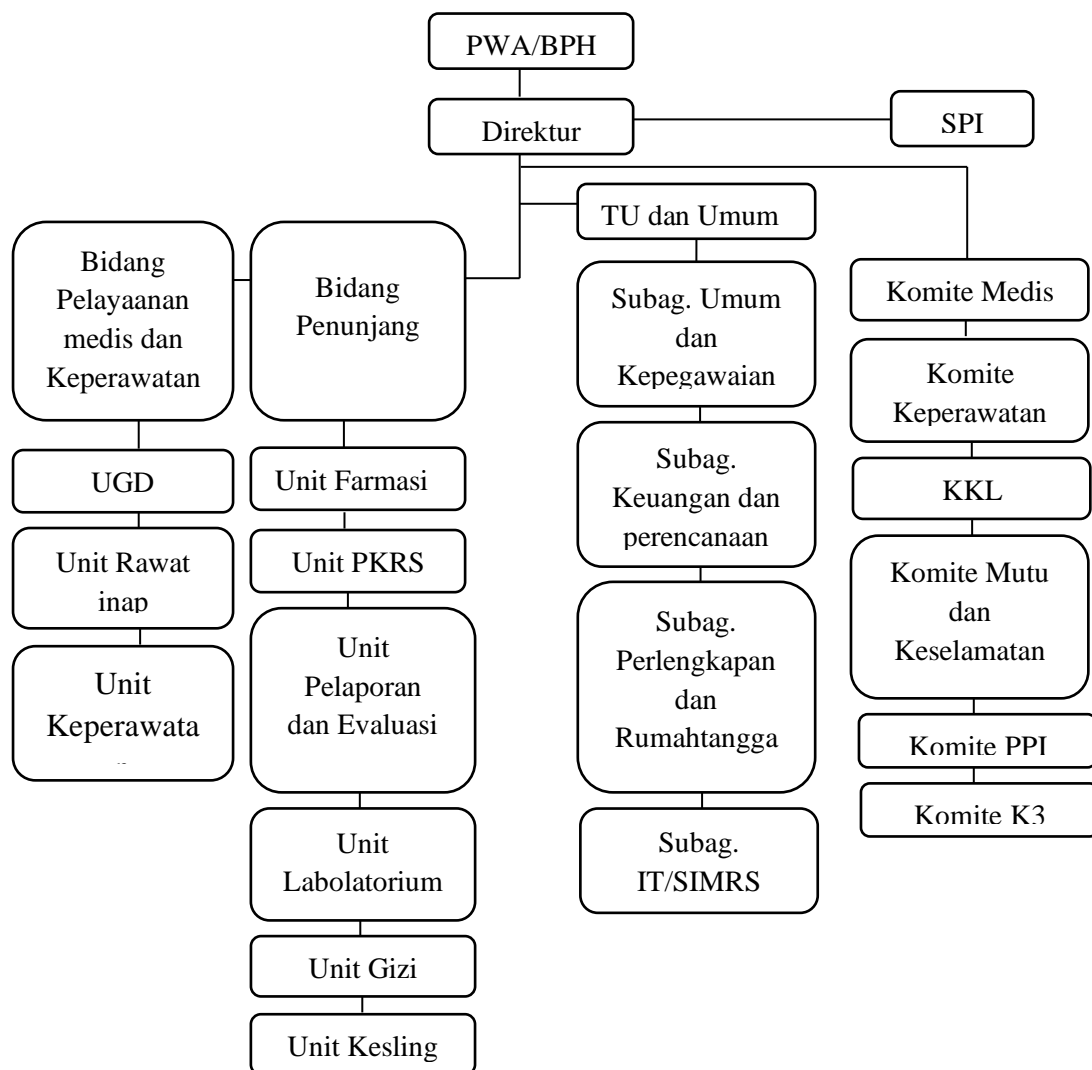 PWA/BPH
Direktur
SPI
TU dan Umum
Bidang
Pelayaanan
medis dan
Keperawatan
Bidang
Penunjang
Subag. Umum
dan
Kepegawaian
Komite Medis
Komite
Keperawatan
UGD
Unit Farmasi
Subag.
Keuangan dan
perencanaan
KKL
Unit Rawat
inap
Unit PKRS
Komite Mutu
dan
Keselamatan
Unit
Keperawata
Unit
Pelaporan
dan Evaluasi
Subag.
Perlengkapan
dan
Rumahtangga
Komite PPI
Komite K3
Unit
Labolatorium
Subag.
IT/SIMRS
Unit Gizi
Unit Kesling